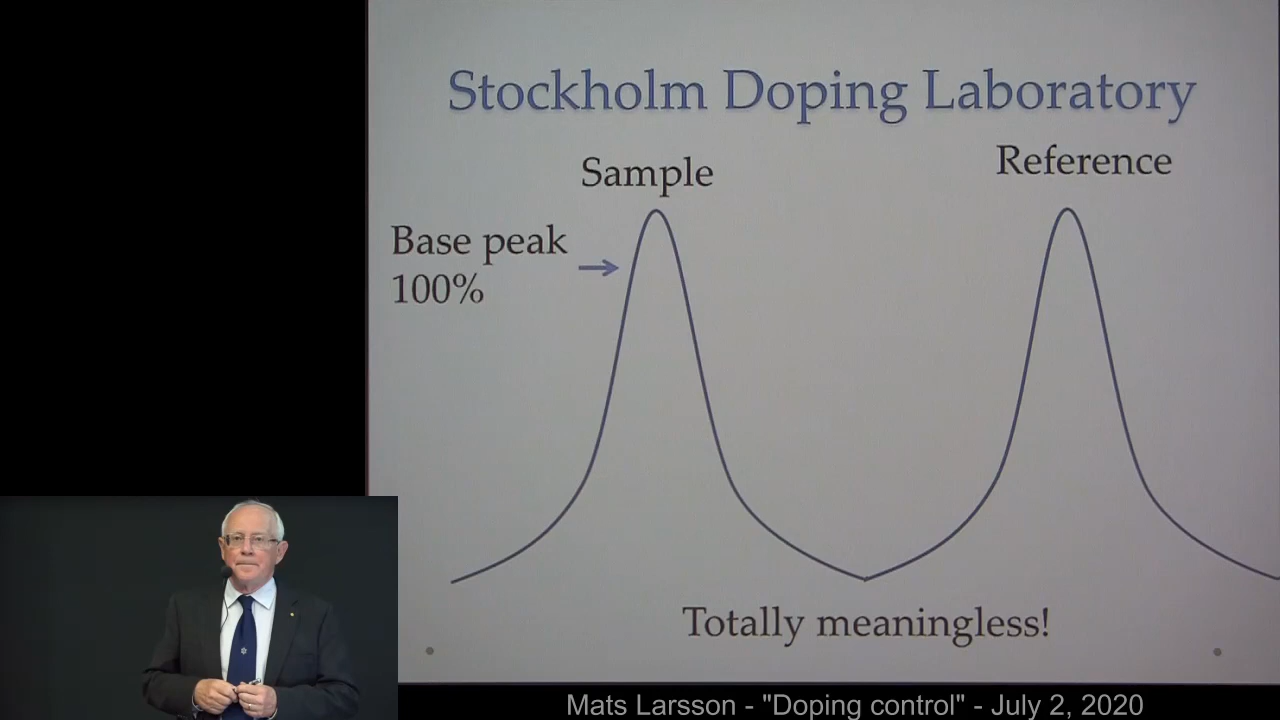 Stockholm Doping Laboratory
Sample
Reference
Base peak
100%
Totally meaningless!
Mats Larsson - "Doping control" - July 2, 2020